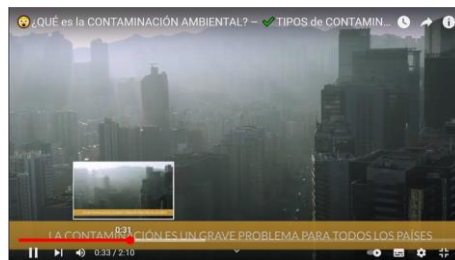 😮¿QUÉ es la CONTAMINACIÓN AMBIENTAL? – ✅TIPOS de CONTAMIN...
0:31
LA CONTAMINACIÓN ES UN GRAVE PROBLEMA PARA TODOS LOS PAÍSES
0:33 / 2:10